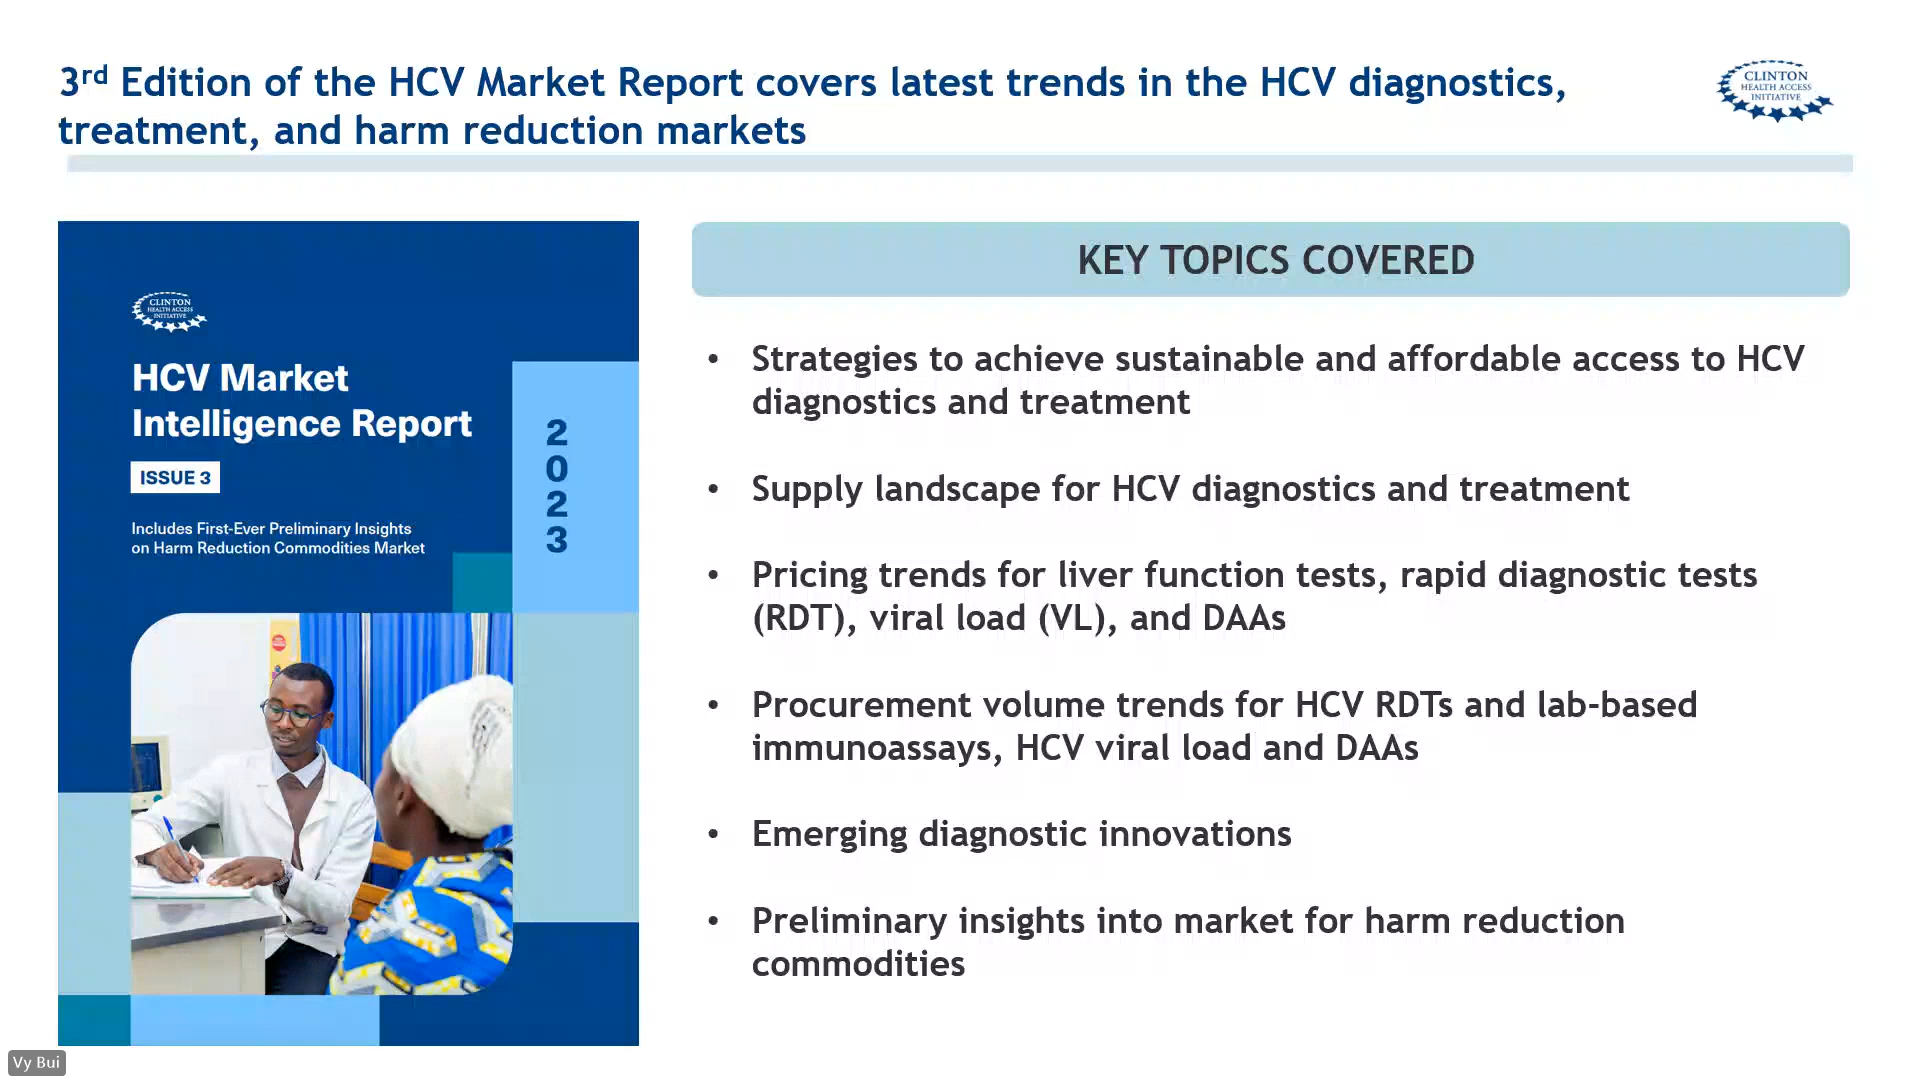 3rd Edition of the HCV Market Report covers latest trends in the HCV diagnostics,
treatment, and harm reduction markets
CLINTON
HEALTH ACCESS
INITIATIVE
CLINTON
HEALTH ACCESS
INITIATIVE
HCV Market
Intelligence Report
ISSUE 3
Includes First-Ever Preliminary Insights
on Harm Reduction Commodities Market
2
0
2
3
KEY TOPICS COVERED
• Strategies to achieve sustainable and affordable access to HCV
diagnostics and treatment
• Supply landscape for HCV diagnostics and treatment
• Pricing trends for liver function tests, rapid diagnostic tests
(RDT), viral load (VL), and DAAs
• Procurement volume trends for HCV RDTs and lab-based
immunoassays, HCV viral load and DAAs
• Emerging diagnostic innovations
• Preliminary insights into market for harm reduction
commodities
Vy Bui